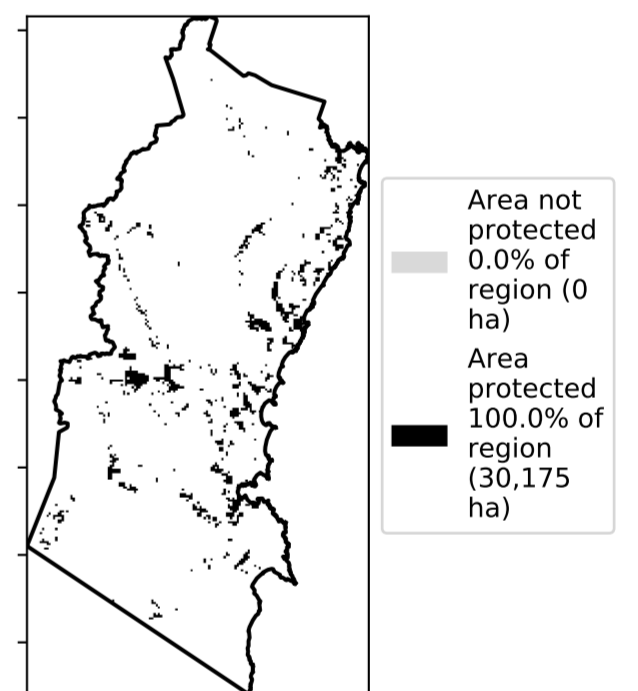 Area not
protected
0.0% of
region (0
ha)
Area
protected
100.0% of
region
(30,175
ha)